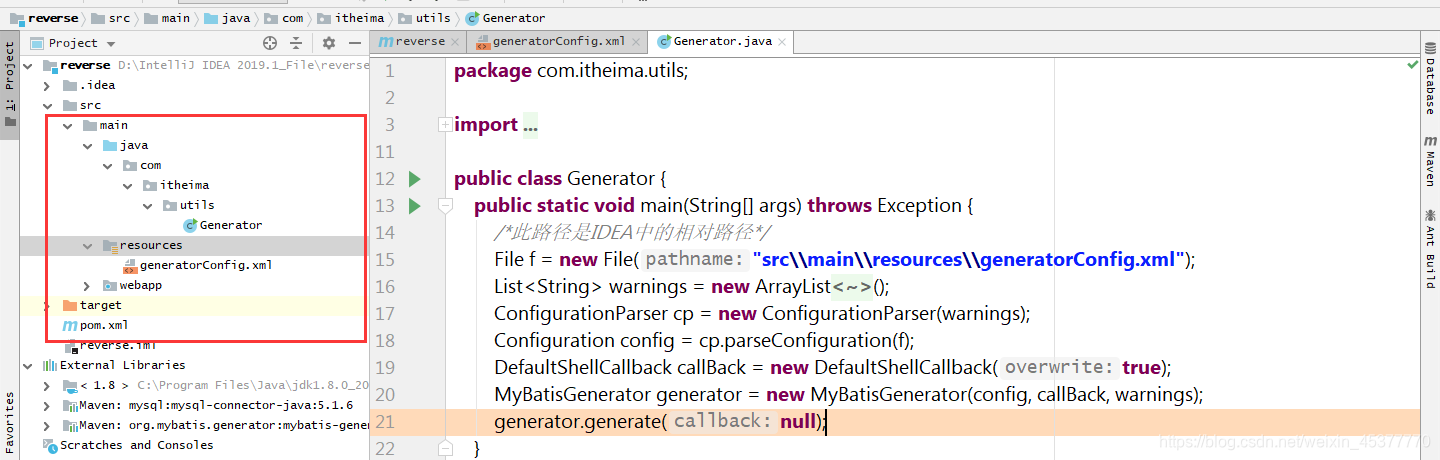 reverse src main java com itheima utils Generator
Project
reverse generatorConfig.xml Generator.java
1: Project
Favorites
reverse D:\IntelliJ IDEA 2019.1_File\reverse
.idea
src
main
java
com
itheima
utils
Generator
resources
generatorConfig.xml
webapp
target
pom.xml
reverse.iml
External Libraries
< 1.8 > C:\Program Files\Java\jdk1.8.0_20
Maven: mysql:mysql-connector-java:5.1.6
Maven: org.mybatis.generator:mybatis-gene
Scratches and Consoles
1 package com.itheima.utils;
2
3 import ...
11
12 public class Generator {
13 public static void main(String[] args) throws Exception {
14 /*此路径是IDEA中的相对路径*/
15 File f = new File( pathname: "src\\main\\resources\\generatorConfig.xml");
16 List<String> warnings = new ArrayList<~>();
17 ConfigurationParser cp = new ConfigurationParser(warnings);
18 Configuration config = cp.parseConfiguration(f);
19 DefaultShellCallback callBack = new DefaultShellCallback( overwrite: true);
20 MyBatisGenerator generator = new MyBatisGenerator(config, callBack, warnings);
21 generator.generate( callback: null);
22 }
Database
Maven
Ant Build
https://blog.csdn.net/weixin_45377770